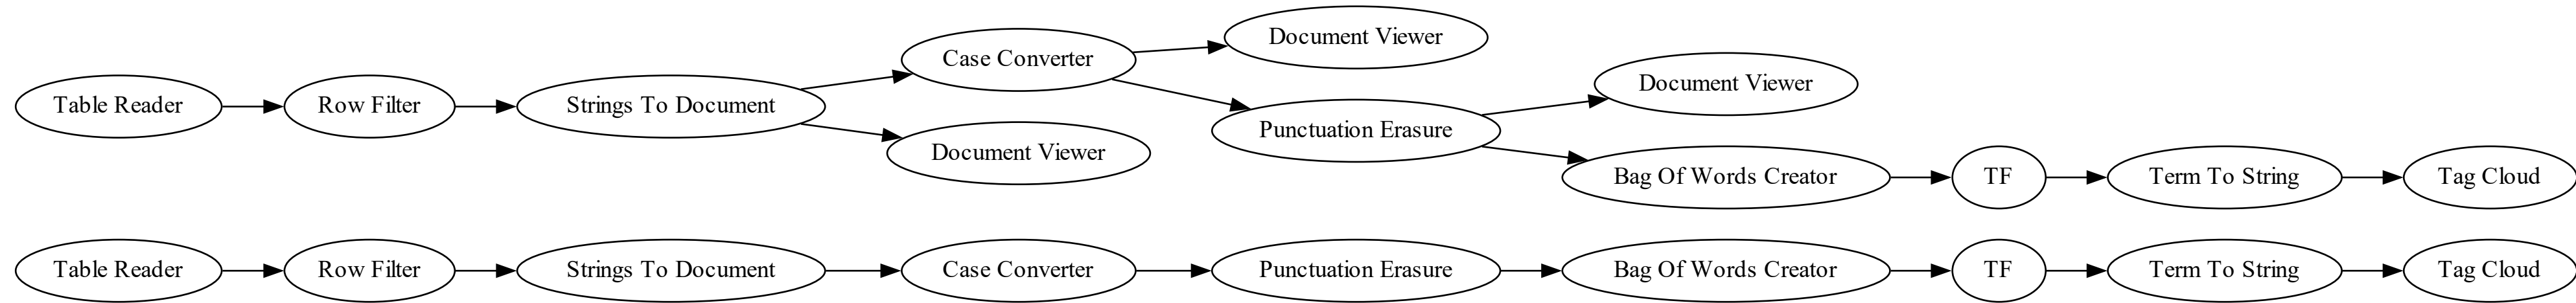 Table Reader
Row Filter
Strings To Document
Case Converter
Document Viewer
Document Viewer
Punctuation Erasure
Document Viewer
Bag Of Words Creator
TF
Term To String
Tag Cloud
Table Reader
Row Filter
Strings To Document
Case Converter
Punctuation Erasure
Bag Of Words Creator
TF
Term To String
Tag Cloud